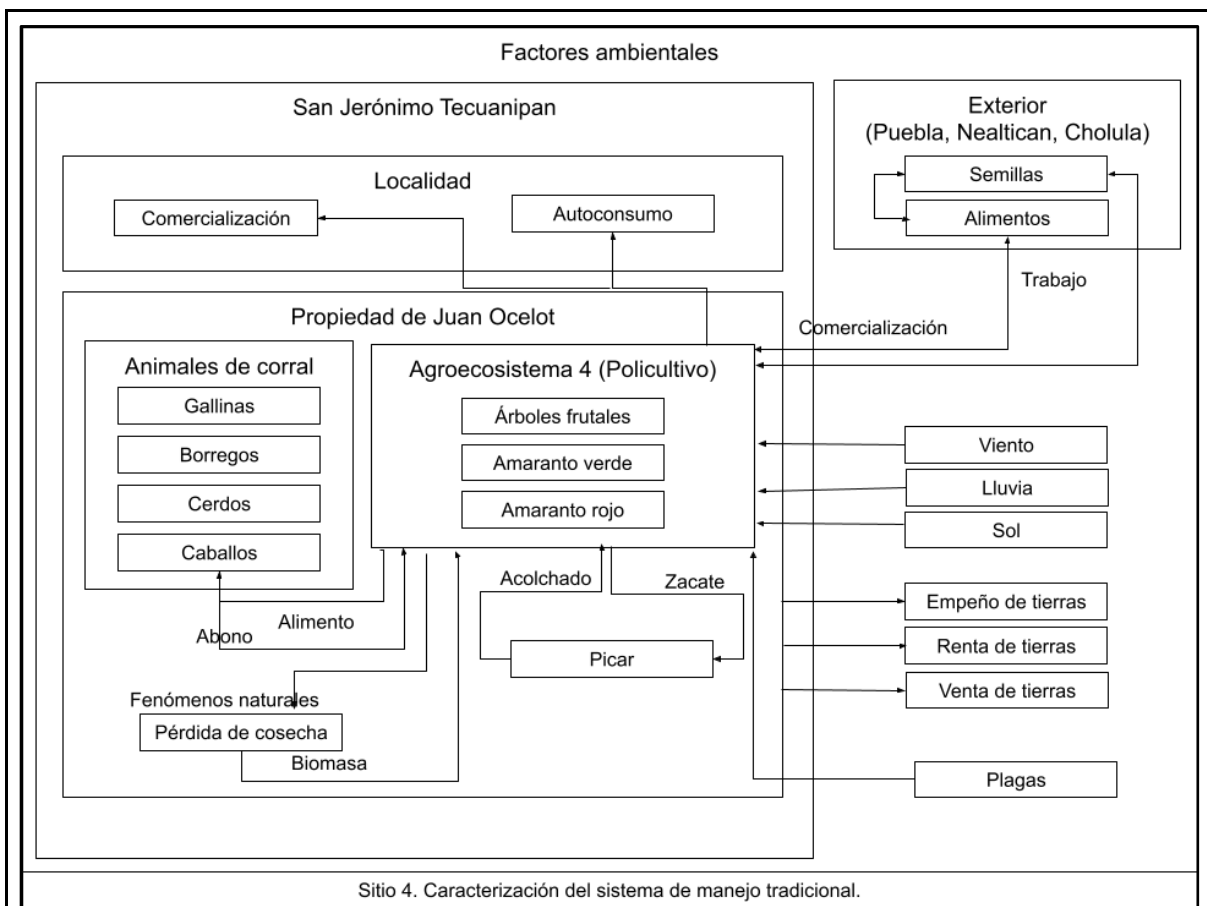 Factores ambientales
San Jerónimo Tecuanipan
Exterior
(Puebla, Nealtican, Cholula)
Semillas
Alimentos
Localidad
Comercialización
Autoconsumo
Trabajo
Comercialización
Propiedad de Juan Ocelot
Animales de corral
Gallinas
Borregos
Cerdos
Caballos
Agroecosistema 4 (Policultivo)
Árboles frutales
Amaranto verde
Amaranto rojo
Viento
Lluvia
Sol
Acolchado
Zacate
Alimento
Abono
Picar
Empeño de tierras
Renta de tierras
Venta de tierras
Fenómenos naturales
Pérdida de cosecha
Biomasa
Plagas
Sitio 4. Caracterización del sistema de manejo tradicional.